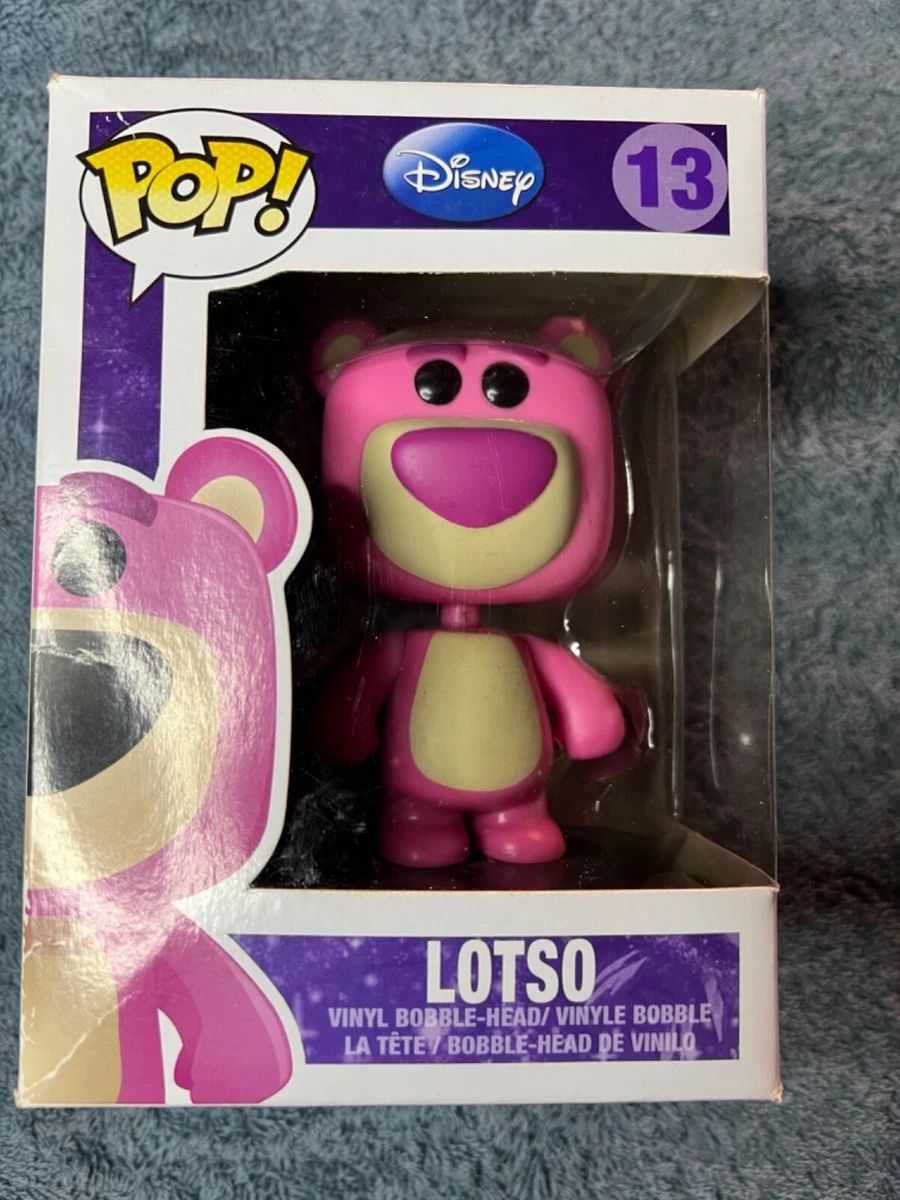 POP!
Disney
13
LOTSO
VINYL BOBBLE-HEAD/ VINYLE BOBBLE
LA TÊTE / BOBBLE-HEAD DE VINILO